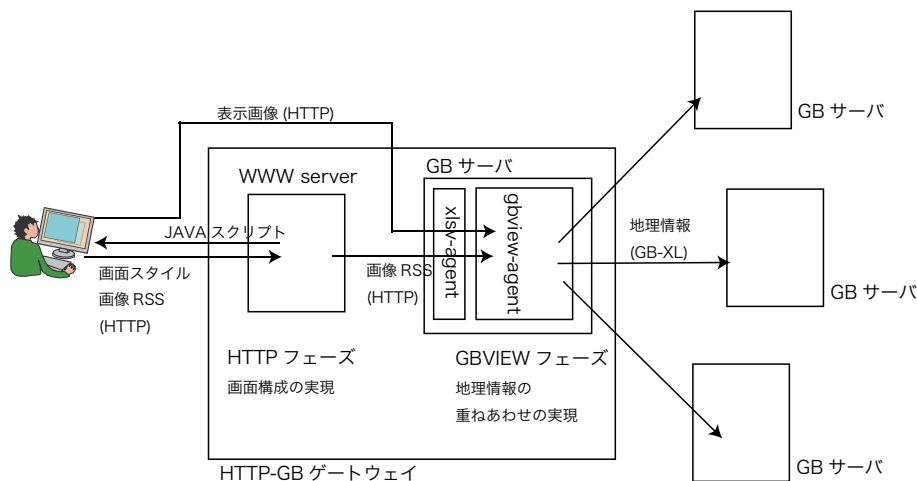 表示画像 (HTTP)
GB サーバ
GB サーバ
WWW server
xlsv-agent
gbview-agent
JAVA スクリプト
地理情報
(GB-XL)
画面スタイル
画像 RSS
(HTTP)
画像 RSS
(HTTP)
GB サーバ
HTTP フェーズ
画面構成の実現
GBVIEW フェーズ
地理情報の
重ねあわせの実現
HTTP-GB ゲートウェイ
GB サーバ